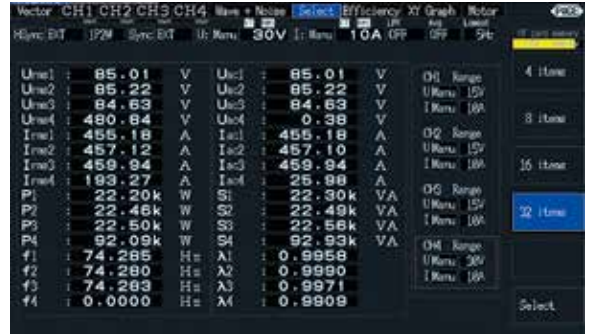 Vector CH1 CH2 CH3 CH4 Wave + Noise Select Efficiency XY Graph Motor
HSync: EXT 1P2W Sync: EXT U: Manu 30V I: Manu 10A OFF OFF 5Hz
Urms1 : 85.01 V Uac1 : 85.01 V
Urms2 : 85.22 V Uac2 : 85.22 V
Urms3 : 84.63 V Uac3 : 84.63 V
Urms4 : 480.84 V Uac4 : 0.38 V
Irms1 : 455.18 A Iac1 : 455.18 A
Irms2 : 457.12 A Iac2 : 457.10 A
Irms3 : 459.94 A Iac3 : 459.94 A
Irms4 : 193.27 A Iac4 : 25.98 A
P1 : 22.20k W S1 : 22.30k VA
P2 : 22.46k W S2 : 22.49k VA
P3 : 22.50k W S3 : 22.56k VA
P4 : 92.09k W S4 : 92.93k VA
f1 : 74.285 Hz λ1 : 0.9958
f2 : 74.280 Hz λ2 : 0.9990
f3 : 74.283 Hz λ3 : 0.9971
f4 : 0.0000 Hz λ4 : 0.9909
CH1 Range
U Manu 15V
I Manu 10A
CH2 Range
U Manu 15V
I Manu 10A
CH3 Range
U Manu 15V
I Manu 10A
CH4 Range
U Manu 30V
I Manu 10A
4 items
8 items
16 items
32 items
Select